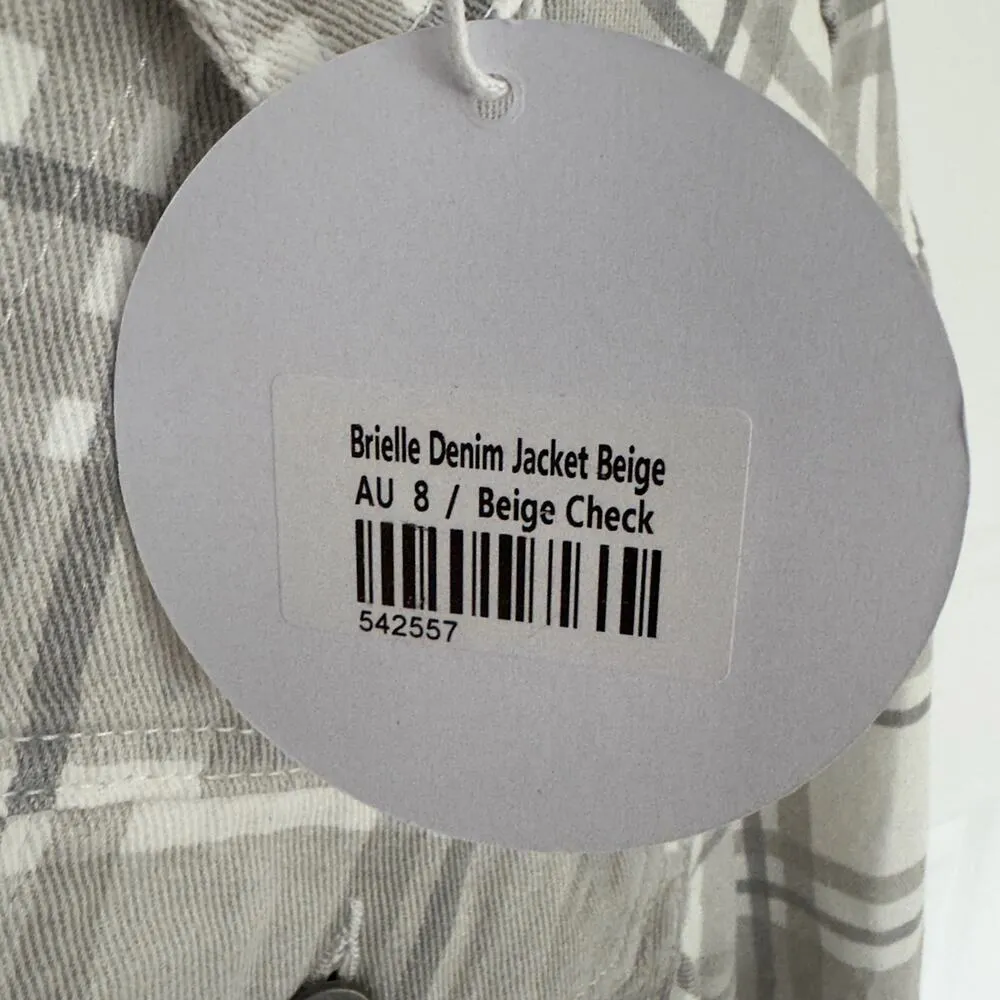 Brielle Denim Jacket Beige
AU 8 / Beige Check
542557